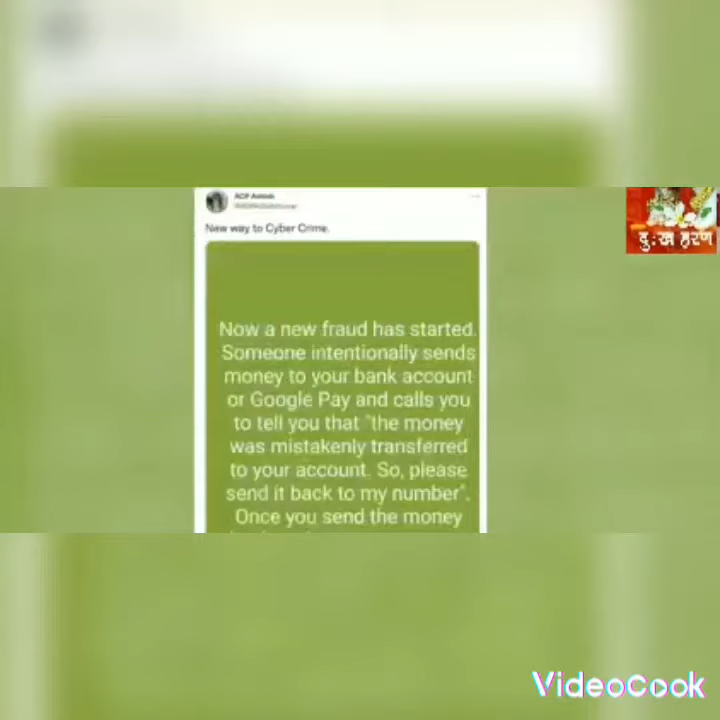 New way to Cyber Crime.
Now a new fraud has started.
Someone intentionally sends
money to your bank account
or Google Pay and calls you
to tell you that "the money
was mistakenly transferred
to your account. So, please
send it back to my number".
Once you send the money
दुःख हरण
VideoCook